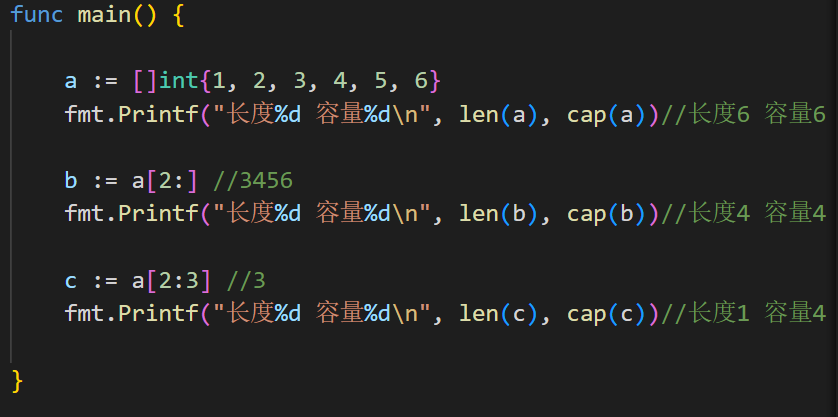 func main() {
a := []int{1, 2, 3, 4, 5, 6}
fmt.Printf("长度%d 容量%d\n", len(a), cap(a))//长度6 容量6
b := a[2:] //3456
fmt.Printf("长度%d 容量%d\n", len(b), cap(b))//长度4 容量4
c := a[2:3] //3
fmt.Printf("长度%d 容量%d\n", len(c), cap(c))//长度1 容量4
}